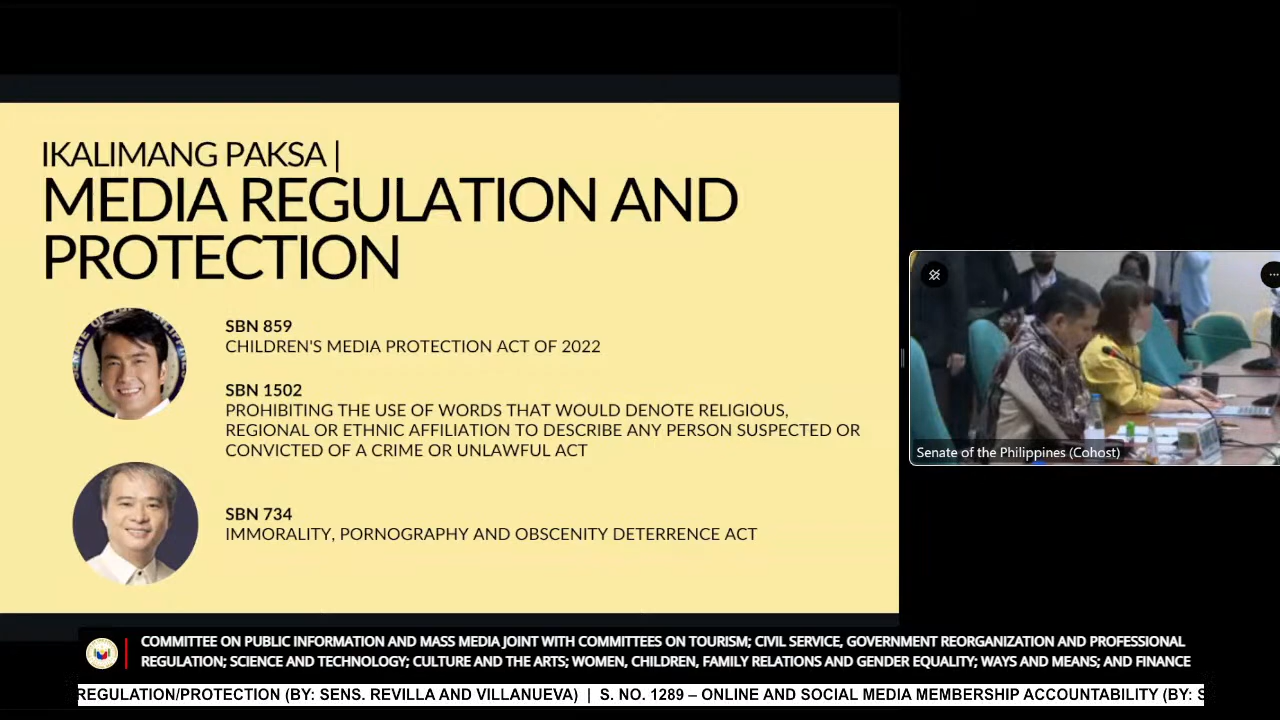 IKALIMANG PAKSA |
MEDIA REGULATION AND
PROTECTION
SBN 859
CHILDREN'S MEDIA PROTECTION ACT OF 2022
SBN 1502
PROHIBITING THE USE OF WORDS THAT WOULD DENOTE RELIGIOUS,
REGIONAL OR ETHNIC AFFILIATION TO DESCRIBE ANY PERSON SUSPECTED OR
CONVICTED OF A CRIME OR UNLAWFUL ACT
SBN 734
IMMORALITY, PORNOGRAPHY AND OBSCENITY DETERRENCE ACT
Senate of the Philippines (Cohost)
COMMITTEE ON PUBLIC INFORMATION AND MASS MEDIA JOINT WITH COMMITTEES ON TOURISM; CIVIL SERVICE, GOVERNMENT REORGANIZATION AND PROFESSIONAL
REGULATION; SCIENCE AND TECHNOLOGY; CULTURE AND THE ARTS; WOMEN, CHILDREN, FAMILY RELATIONS AND GENDER EQUALITY; WAYS AND MEANS; AND FINANCE
REGULATION/PROTECTION (BY: SENS. REVILLA AND VILLANUEVA) | S. NO. 1289 – ONLINE AND SOCIAL MEDIA MEMBERSHIP ACCOUNTABILITY (BY: S